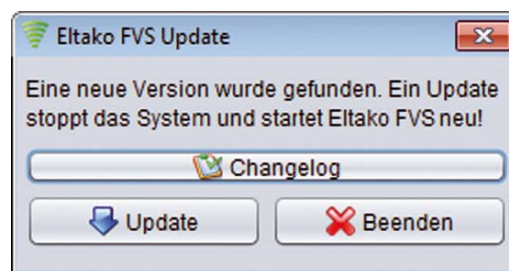 Eltako FVS Update
Eine neue Version wurde gefunden. Ein Update
stoppt das System und startet Eltako FVS neu!
Changelog
Update
Beenden